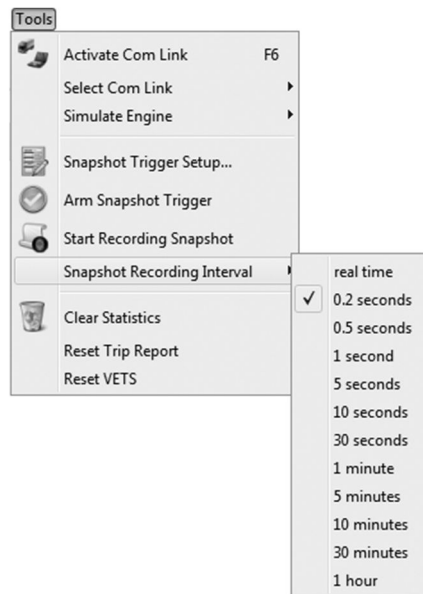 Tools
Activate Com Link F6
Select Com Link
Simulate Engine
Snapshot Trigger Setup...
Arm Snapshot Trigger
Start Recording Snapshot
Snapshot Recording Interval
Clear Statistics
Reset Trip Report
Reset VETS
real time
0.2 seconds
0.5 seconds
1 second
5 seconds
10 seconds
30 seconds
1 minute
5 minutes
10 minutes
30 minutes
1 hour